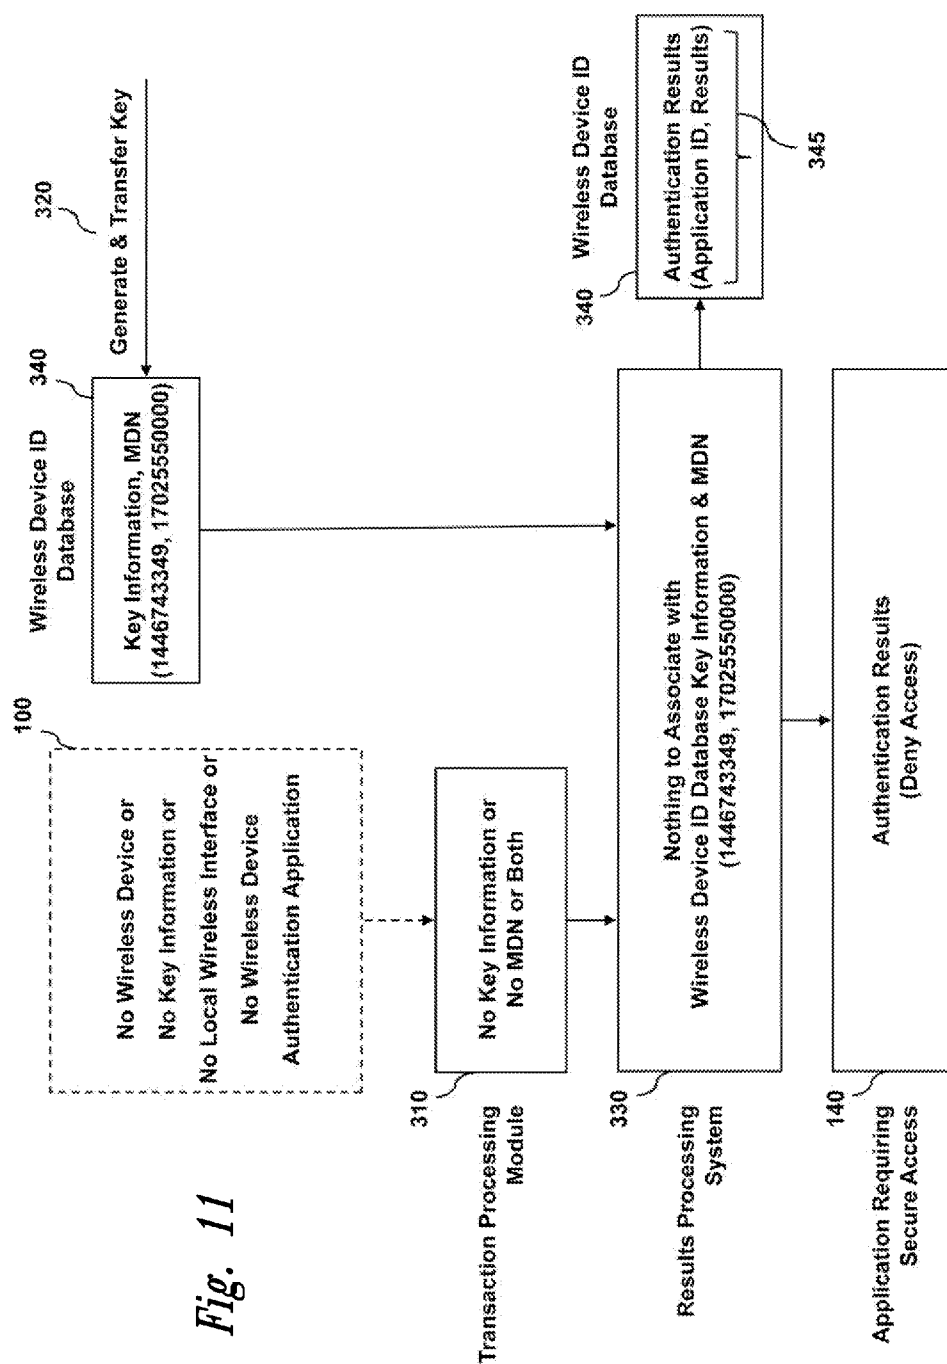 Fig. 11
100
No Wireless Device or
No Key Information or
No Local Wireless Interface or
No Wireless Device
Authentication Application
Wireless Device ID
Database
340
Key Information, MDN
(1446743349, 17025550000)
320
Generate & Transfer Key
Transaction Processing
Module
310
No Key Information or
No MDN or Both
Results Processing
System
330
Nothing to Associate with
Wireless Device ID Database Key Information & MDN
(1446743349, 17025550000)
Wireless Device ID
Database
340
Authentication Results
(Application ID, Results)
345
Application Requiring
Secure Access
140
Authentication Results
(Deny Access)